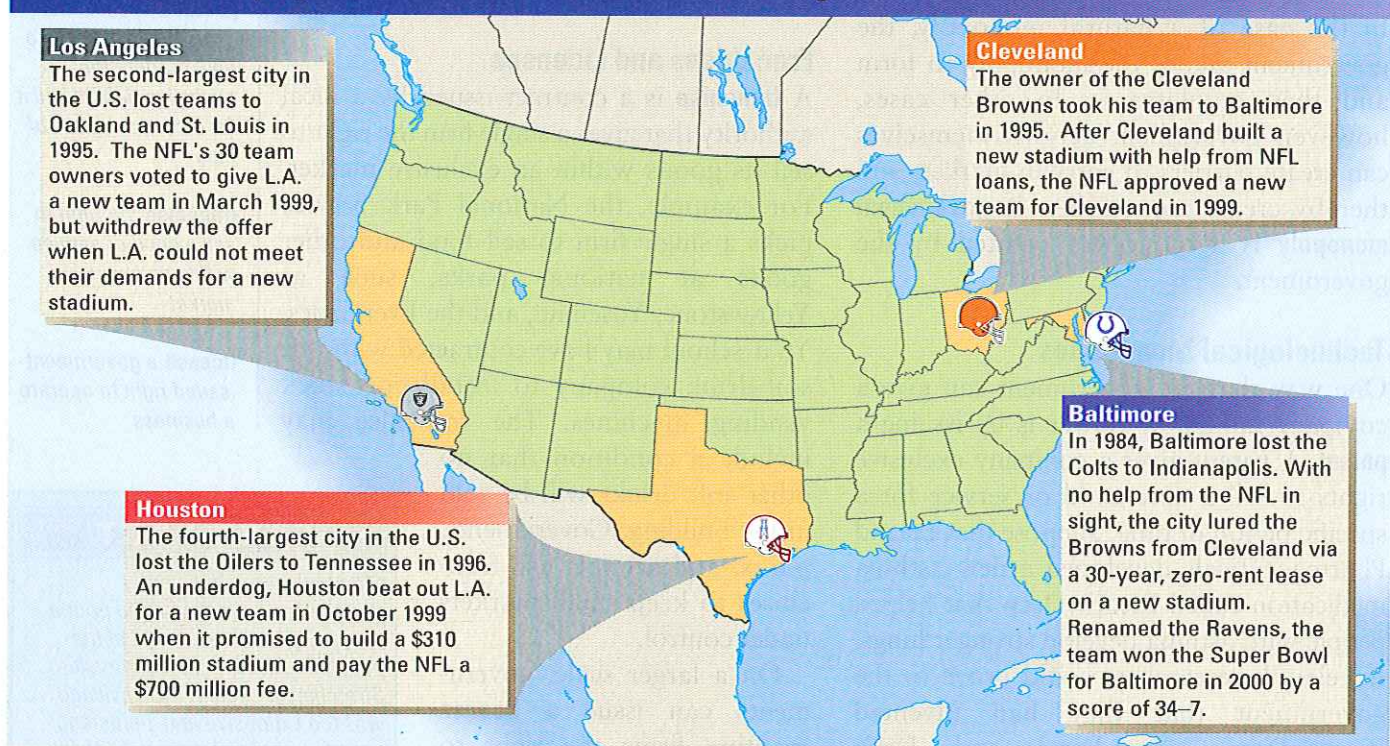 Los Angeles
The second-largest city in
the U.S. lost teams to
Oakland and St. Louis in
1995. The NFL's 30 team
owners voted to give L.A.
a new team in March 1999,
but withdrew the offer
when L.A. could not meet
their demands for a new
stadium.
Cleveland
The owner of the Cleveland
Browns took his team to Baltimore
in 1995. After Cleveland built a
new stadium with help from NFL
loans, the NFL approved a new
team for Cleveland in 1999.
Houston
The fourth-largest city in the U.S.
lost the Oilers to Tennessee in 1996.
An underdog, Houston beat out L.A.
for a new team in October 1999
when it promised to build a $310
million stadium and pay the NFL a
$700 million fee.
Baltimore
In 1984, Baltimore lost the
Colts to Indianapolis. With
no help from the NFL in
sight, the city lured the
Browns from Cleveland via
a 30-year, zero-rent lease
on a new stadium.
Renamed the Ravens, the
team won the Super Bowl
for Baltimore in 2000 by a
score of 34–7.